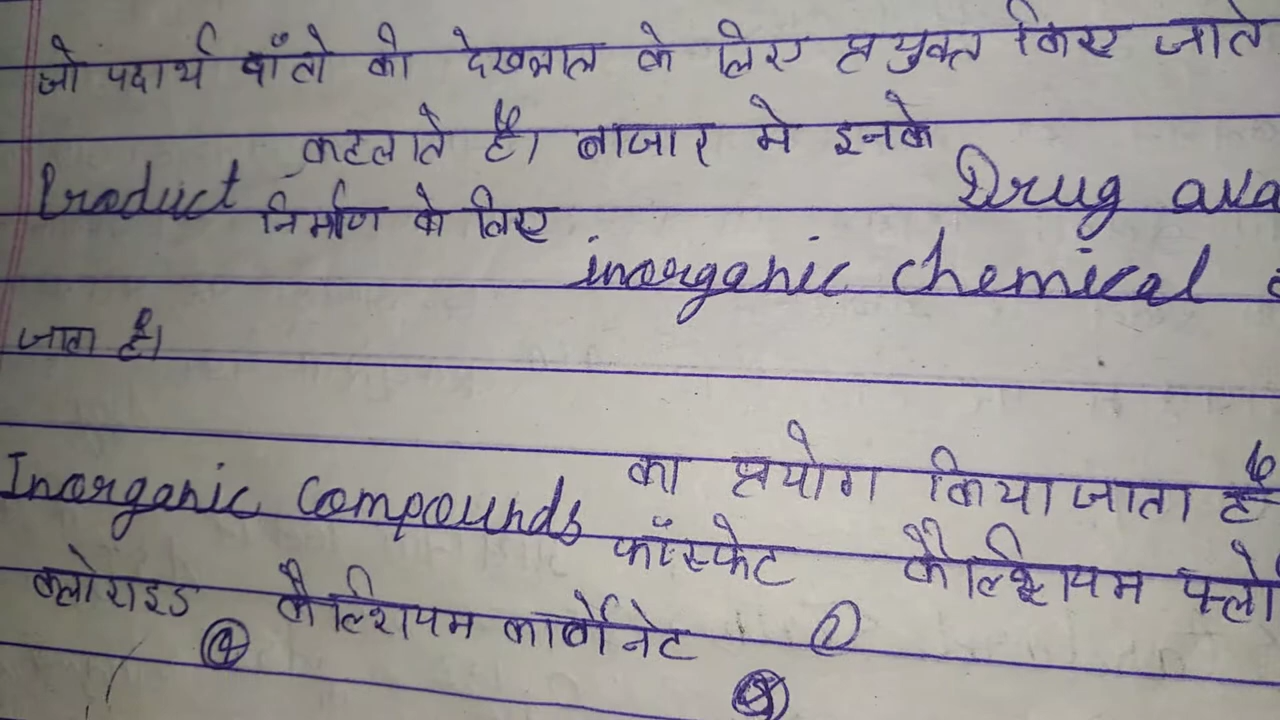 जो पदार्थ दाँतो की देखभाल के लिए प्रयुक्त किए जाते
कहलाते है। बाजार मे इनके Drug ava
Product निर्माण के लिए inorganic chemical
जाता है।
का प्रयोग किया जाता है
Inorganic Compounds फॉस्फेट कैल्शियम फ्लो
क्लोराइड कैल्शियम कार्बोनेट